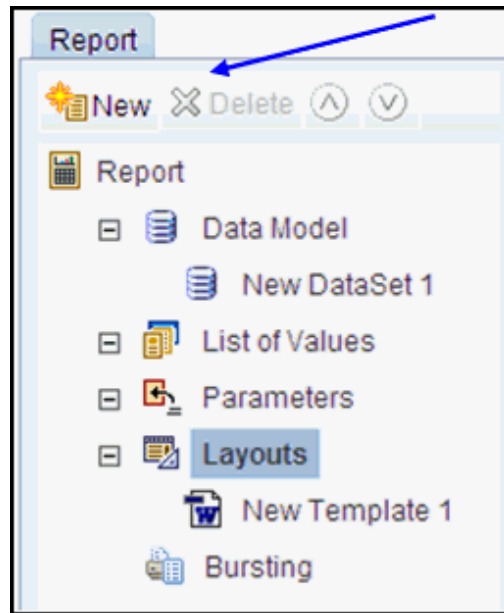 Report
New Delete
Report
Data Model
New DataSet 1
List of Values
Parameters
Layouts
New Template 1
Bursting